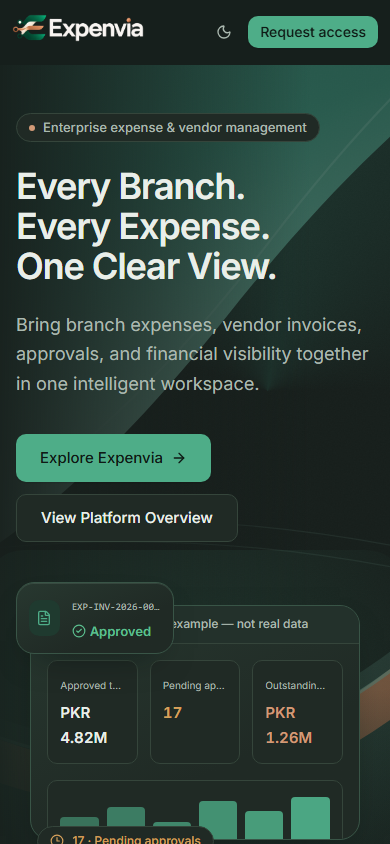 Expenvia
Request access
Enterprise expense & vendor management
Every Branch.
Every Expense.
One Clear View.
Bring branch expenses, vendor invoices,
approvals, and financial visibility together
in one intelligent workspace.
Explore Expenvia →
View Platform Overview
EXP-INV-2026-00…
Approved
example — not real data
Approved t…
Pending ap…
Outstandin…
PKR
4.82M
17
PKR
1.26M
17 · Pending approvals